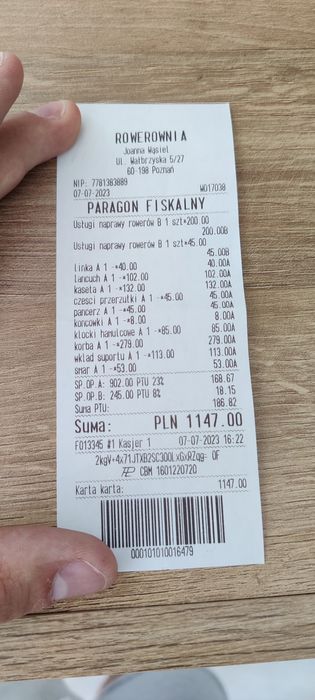 ROWEROWNIA
Joanna Wąsiel
UL. Wałbrzyska 5/27
60-198 Poznań
NIP: 7781383889
07-07-2023 W017038
PARAGON FISKALNY
Usługi naprawy rowerów B 1 szt*200.00
200.00B
Usługi naprawy rowerów B 1 szt*45.00
45.00B
linka A 1 -*40.00 40.00A
lancuch A 1 -*102.00 102.00A
kaseta A 1 -*132.00 132.00A
czesci przerzutki A 1 -*45.00 45.00A
pancerz A 1 -*45.00 45.00A
koncowki A 1 -*8.00 8.00A
klocki hamulcowe A 1 -*85.00 85.00A
korba A 1 -*279.00 279.00A
wklad suportu A 1 -*113.00 113.00A
smar A 1 -*53.00 53.00A
SP.OP.A: 902.00 PTU 23% 168.67
SP.OP.B: 245.00 PTU 8% 18.15
Suma PTU: 186.82
Suma: PLN 1147.00
F013345 #1 Kasjer 1 07-07-2023 16:22
CBM 1601220720
Karta karta: 1147.00
000101010016479